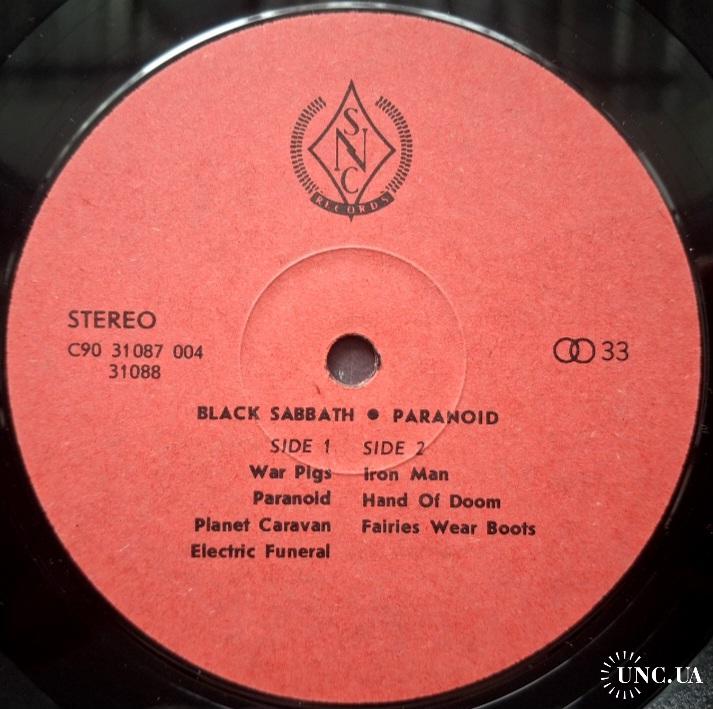 SNC
RECORDS
STEREO
C90 31087 004
31088
33
BLACK SABBATH ● PARANOID
SIDE 1 SIDE 2
War Pigs Iron Man
Paranoid Hand Of Doom
Planet Caravan Fairies Wear Boots
Electric Funeral
UNC.UA